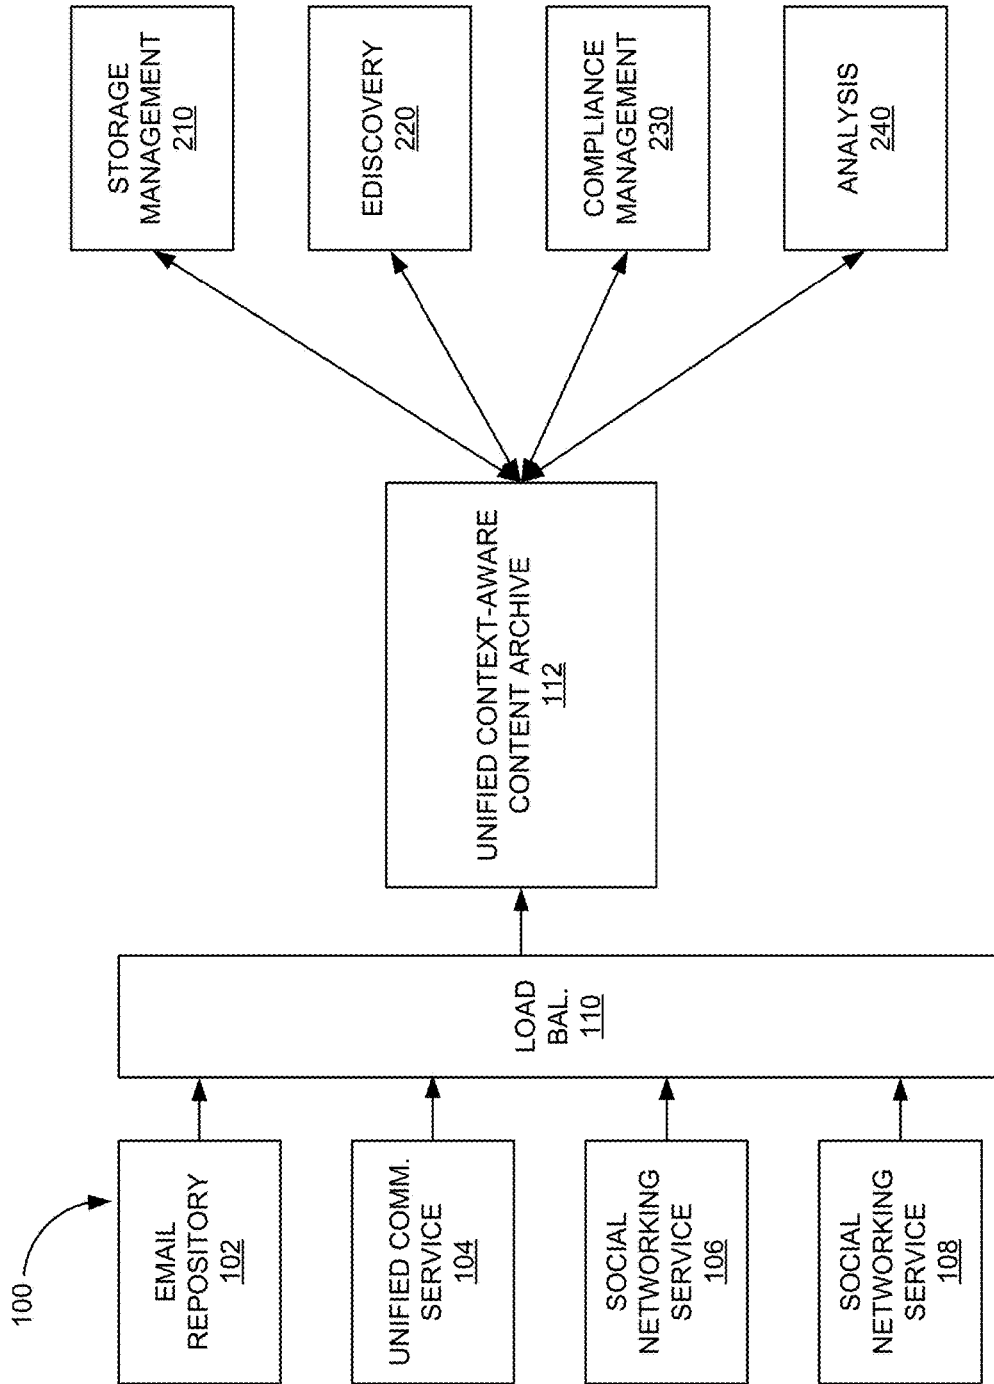 100
EMAIL
REPOSITORY
102
UNIFIED COMM.
SERVICE
104
SOCIAL
NETWORKING
SERVICE
106
SOCIAL
NETWORKING
SERVICE
108
LOAD
BAL.
110
UNIFIED CONTEXT-AWARE
CONTENT ARCHIVE
112
STORAGE
MANAGEMENT
210
EDISCOVERY
220
COMPLIANCE
MANAGEMENT
230
ANALYSIS
240